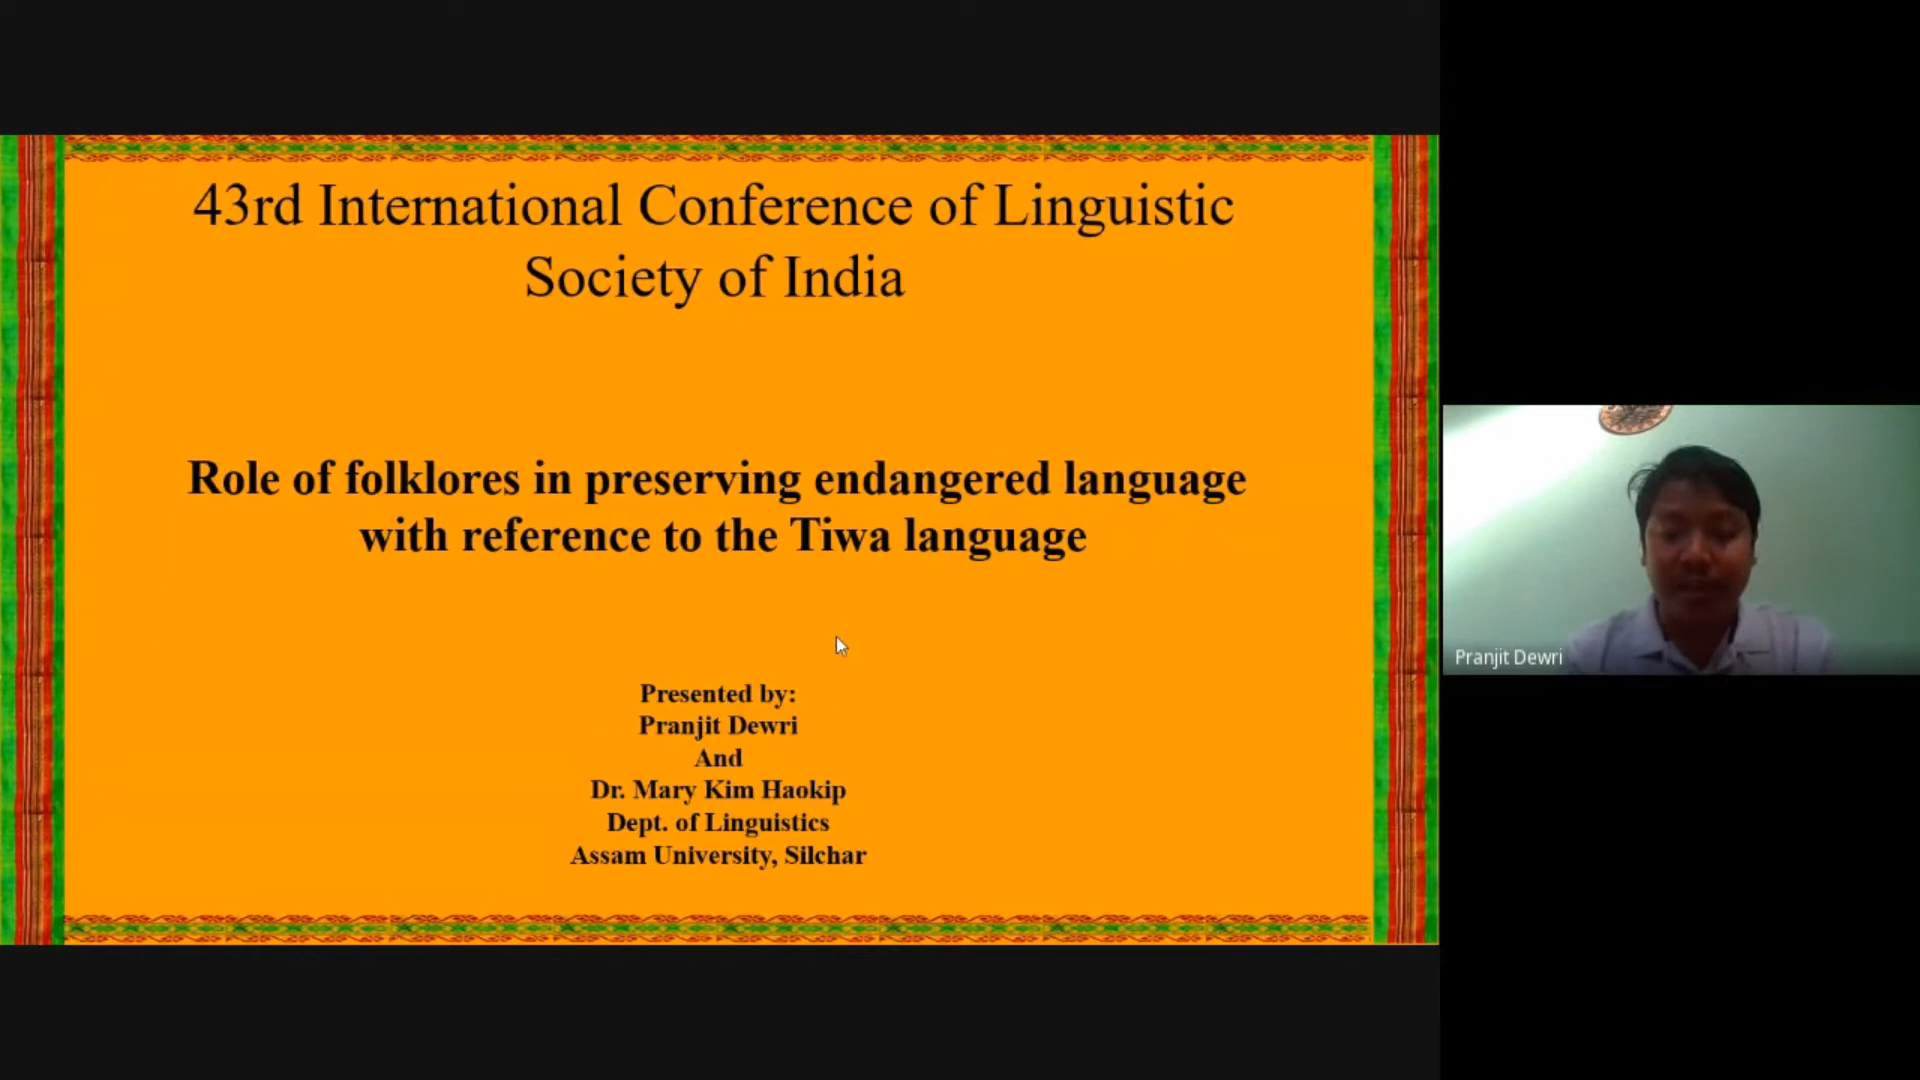 43rd International Conference of Linguistic
Society of India
Role of folklores in preserving endangered language
with reference to the Tiwa language
Presented by:
Pranjit Dewri
And
Dr. Mary Kim Haokip
Dept. of Linguistics
Assam University, Silchar
Pranjit Dewri